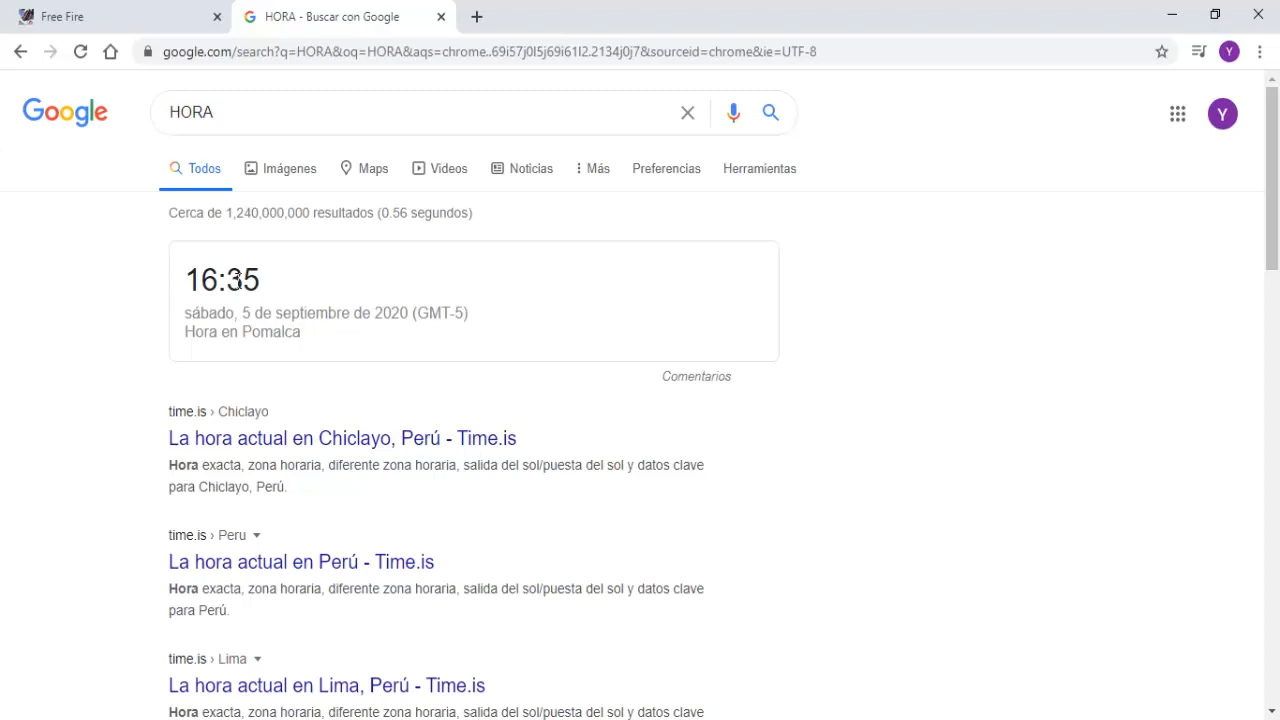 Free Fire
HORA - Buscar con Google
google.com/search?q=HORA&oq=HORA&aqs=chrome..69i57j0l5j69i61l2.2134j0j7&sourceid=chrome&ie=UTF-8
Y
Google
HORA
Y
Todos
Imágenes
Maps
Videos
Noticias
Más
Preferencias
Herramientas
Cerca de 1,240,000,000 resultados (0.56 segundos)
16:35
sábado, 5 de septiembre de 2020 (GMT-5)
Hora en Pomalca
Comentarios
time.is › Chiclayo
La hora actual en Chiclayo, Perú - Time.is
Hora exacta, zona horaria, diferente zona horaria, salida del sol/puesta del sol y datos clave
para Chiclayo, Perú.
time.is › Peru
La hora actual en Perú - Time.is
Hora exacta, zona horaria, diferente zona horaria, salida del sol/puesta del sol y datos clave
para Perú.
time.is › Lima
La hora actual en Lima, Perú - Time.is
Hora exacta, zona horaria, diferente zona horaria, salida del sol/puesta del sol y datos clave